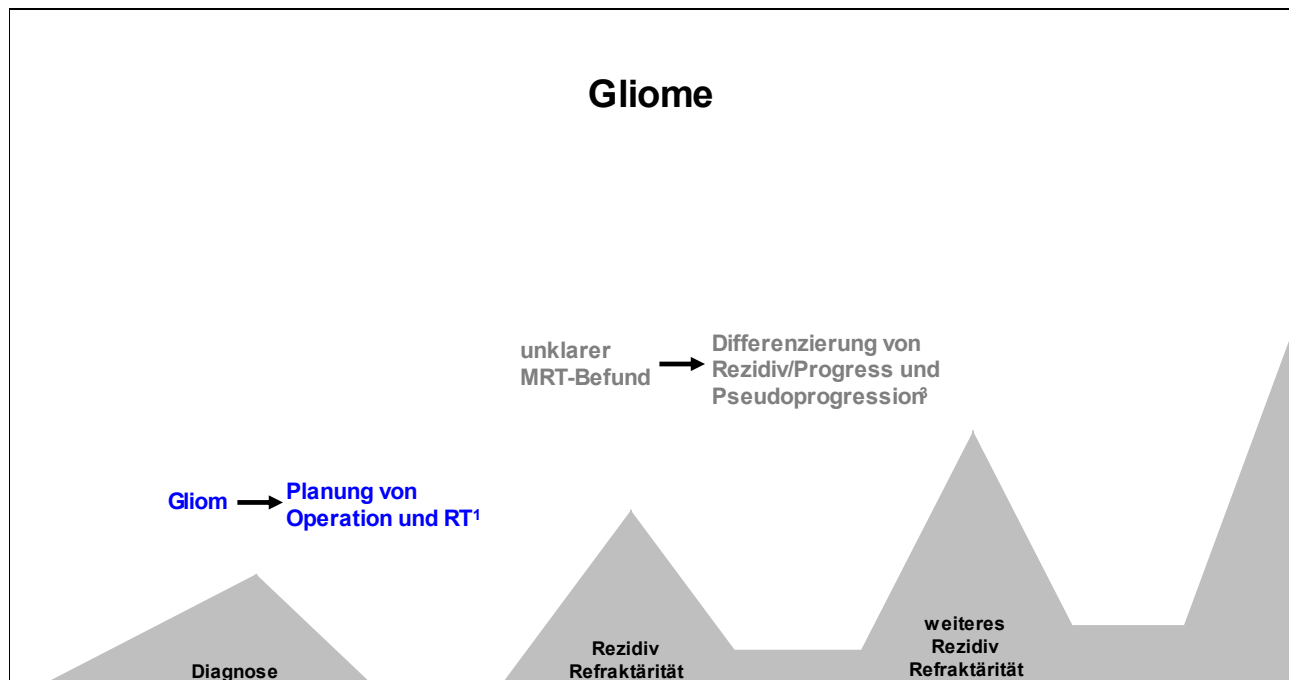 Gliome
unklarer
MRT-Befund
Differenzierung von
Rezidiv/Progress und
Pseudoprogression³
Gliom
Planung von
Operation und RT¹
Diagnose
Rezidiv
Refraktärität
weiteres
Rezidiv
Refraktärität